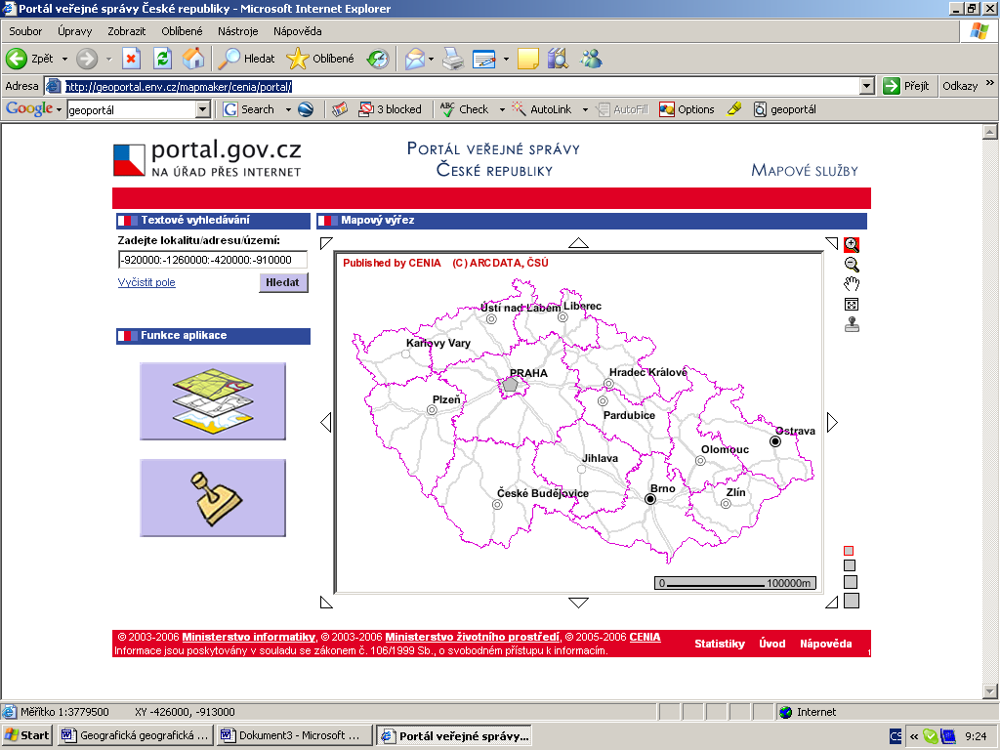 Portál veřejné správy České republiky - Microsoft Internet Explorer
Soubor Úpravy Zobrazit Oblíbené Nástroje Nápověda
Zpět Hledat Oblíbené
Adresa http://geoportal.env.cz/mapmaker/cenia/portal/ Přejít Odkazy »
Google geoportál Search 3 blocked ABC Check AutoLink AutoFill Options geoportál
portal.gov.cz
NA ÚŘAD PŘES INTERNET
PORTÁL VEŘEJNÉ SPRÁVY
ČESKÉ REPUBLIKY
MAPOVÉ SLUŽBY
Textové vyhledávání
Mapový výřez
Zadejte lokalitu/adresu/území:
-920000:-1260000:-420000:-910000
Vyčistit pole
Hledat
Funkce aplikace
Published by CENIA (C) ARCDATA, ČSÚ
Ústí nad Labem
Liberec
Karlovy Vary
PRAHA
Hradec Králové
Plzeň
Pardubice
Ostrava
Olomouc
Jihlava
České Budějovice
Brno
Zlín
0 100000m
© 2003-2006 Ministerstvo informatiky, © 2003-2006 Ministerstvo životního prostředí, © 2005-2006 CENIA
Informace jsou poskytovány v souladu se zákonem č. 106/1999 Sb., o svobodném přístupu k informacím.
Statistiky Úvod Nápověda
1
Měřítko 1:3779500 XY -426000, -913000
Internet
Start Geografická geografická ... Dokument3 - Microsoft ... Portál veřejné správy... CS « 9:24